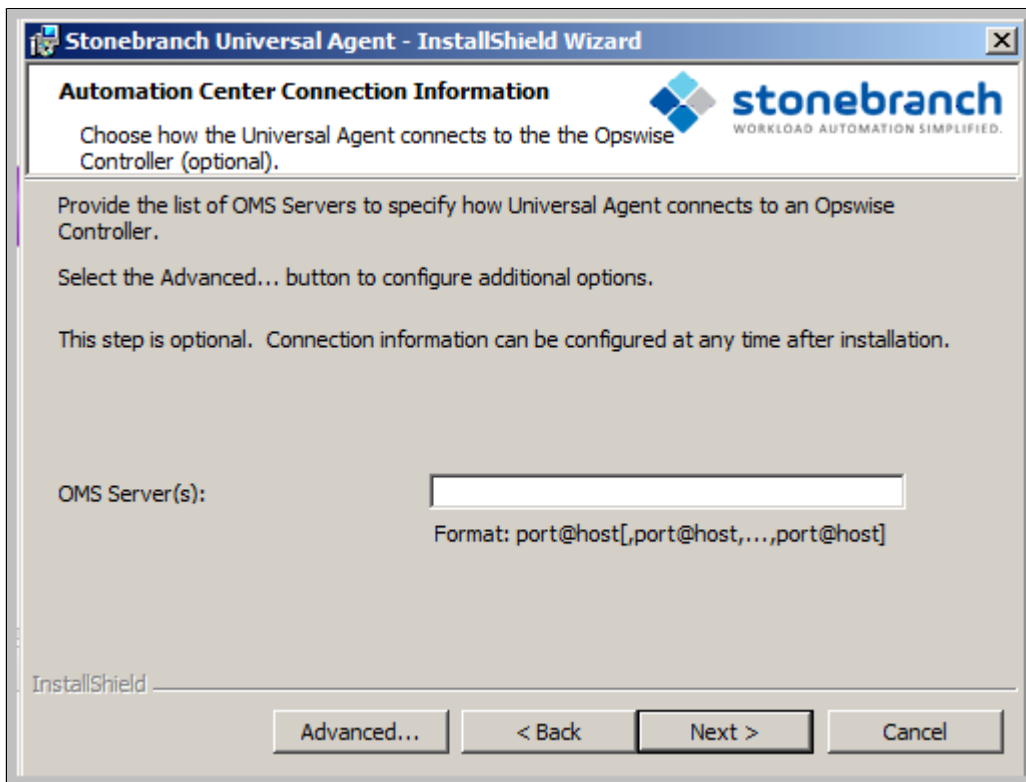 Stonebranch Universal Agent - InstallShield Wizard
Automation Center Connection Information
Choose how the Universal Agent connects to the the Opswise
Controller (optional).
stonebranch
WORKLOAD AUTOMATION SIMPLIFIED.
Provide the list of OMS Servers to specify how Universal Agent connects to an Opswise
Controller.
Select the Advanced... button to configure additional options.
This step is optional.  Connection information can be configured at any time after installation.
OMS Server(s):
Format: port@host[,port@host,...,port@host]
InstallShield
Advanced...
< Back
Next >
Cancel